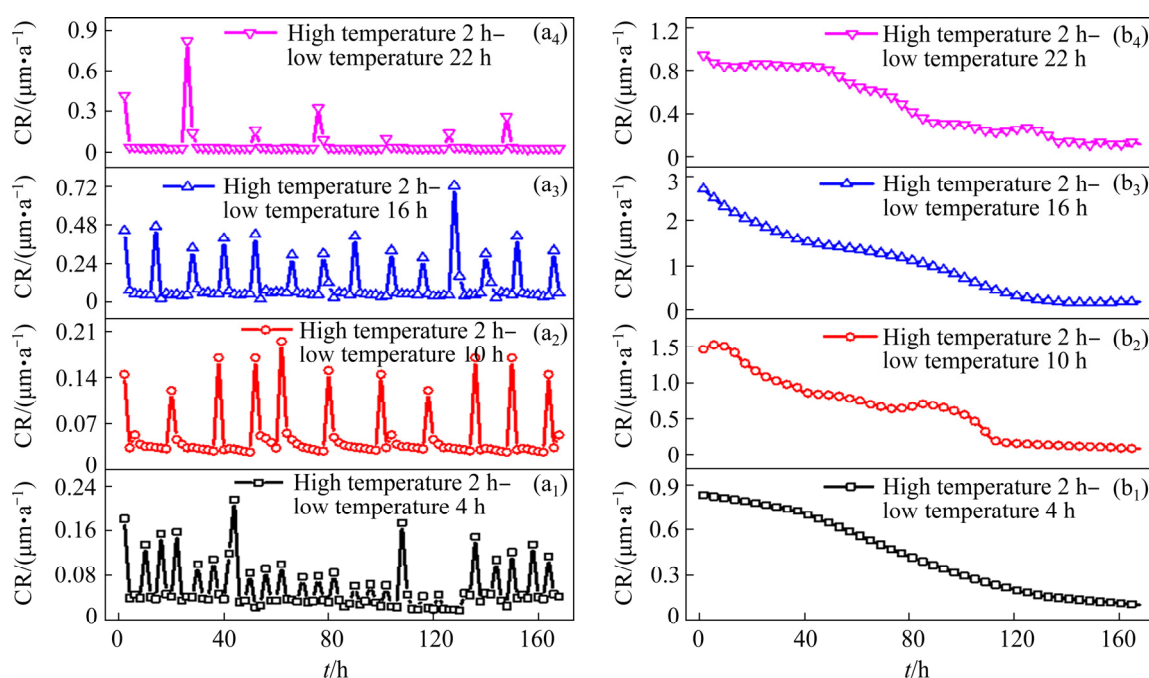 CR/(μm•a⁻¹)
0.9
0.6
0.3
0
High temperature 2 h–
low temperature 22 h
(a₄)
CR/(μm•a⁻¹)
0.72
0.48
0.24
0
High temperature 2 h–
low temperature 16 h
(a₃)
CR/(μm•a⁻¹)
0.21
0.14
0.07
0
High temperature 2 h–
low temperature 10 h
(a₂)
CR/(μm•a⁻¹)
0.24
0.16
0.08
0
High temperature 2 h–
low temperature 4 h
(a₁)
0 40 80 120 160
t/h
CR/(μm•a⁻¹)
1.2
0.8
0.4
0
High temperature 2 h–
low temperature 22 h
(b₄)
CR/(μm•a⁻¹)
3
2
1
0
High temperature 2 h–
low temperature 16 h
(b₃)
CR/(μm•a⁻¹)
1.5
1.0
0.5
0
High temperature 2 h–
low temperature 10 h
(b₂)
CR/(μm•a⁻¹)
0.9
0.6
0.3
0
High temperature 2 h–
low temperature 4 h
(b₁)
0 40 80 120 160
t/h